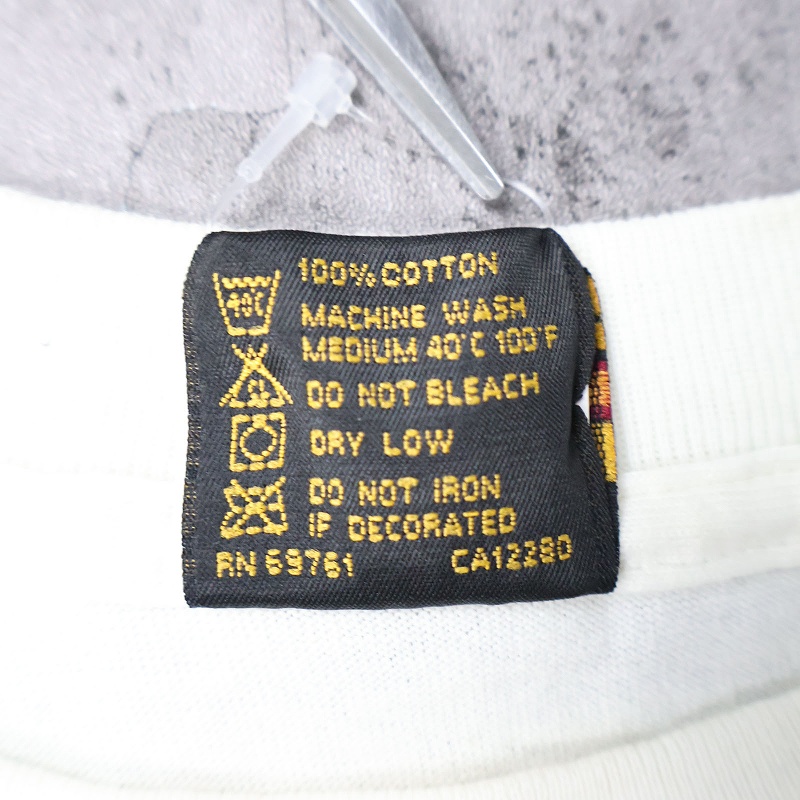 100% COTTON
40°C
MACHINE WASH
MEDIUM 40°C 100°F
DO NOT BLEACH
DRY LOW
DO NOT IRON
IF DECORATED
RN 69761 CA12280